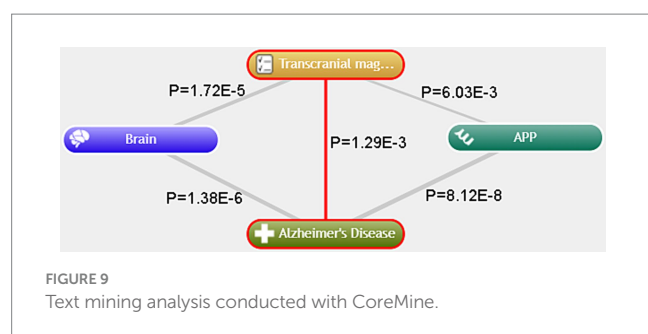 Transcranial mag...
P=1.72E-5
P=6.03E-3
Brain
P=1.29E-3
APP
P=1.38E-6
P=8.12E-8
Alzheimer's Disease
FIGURE 9
Text mining analysis conducted with CoreMine.